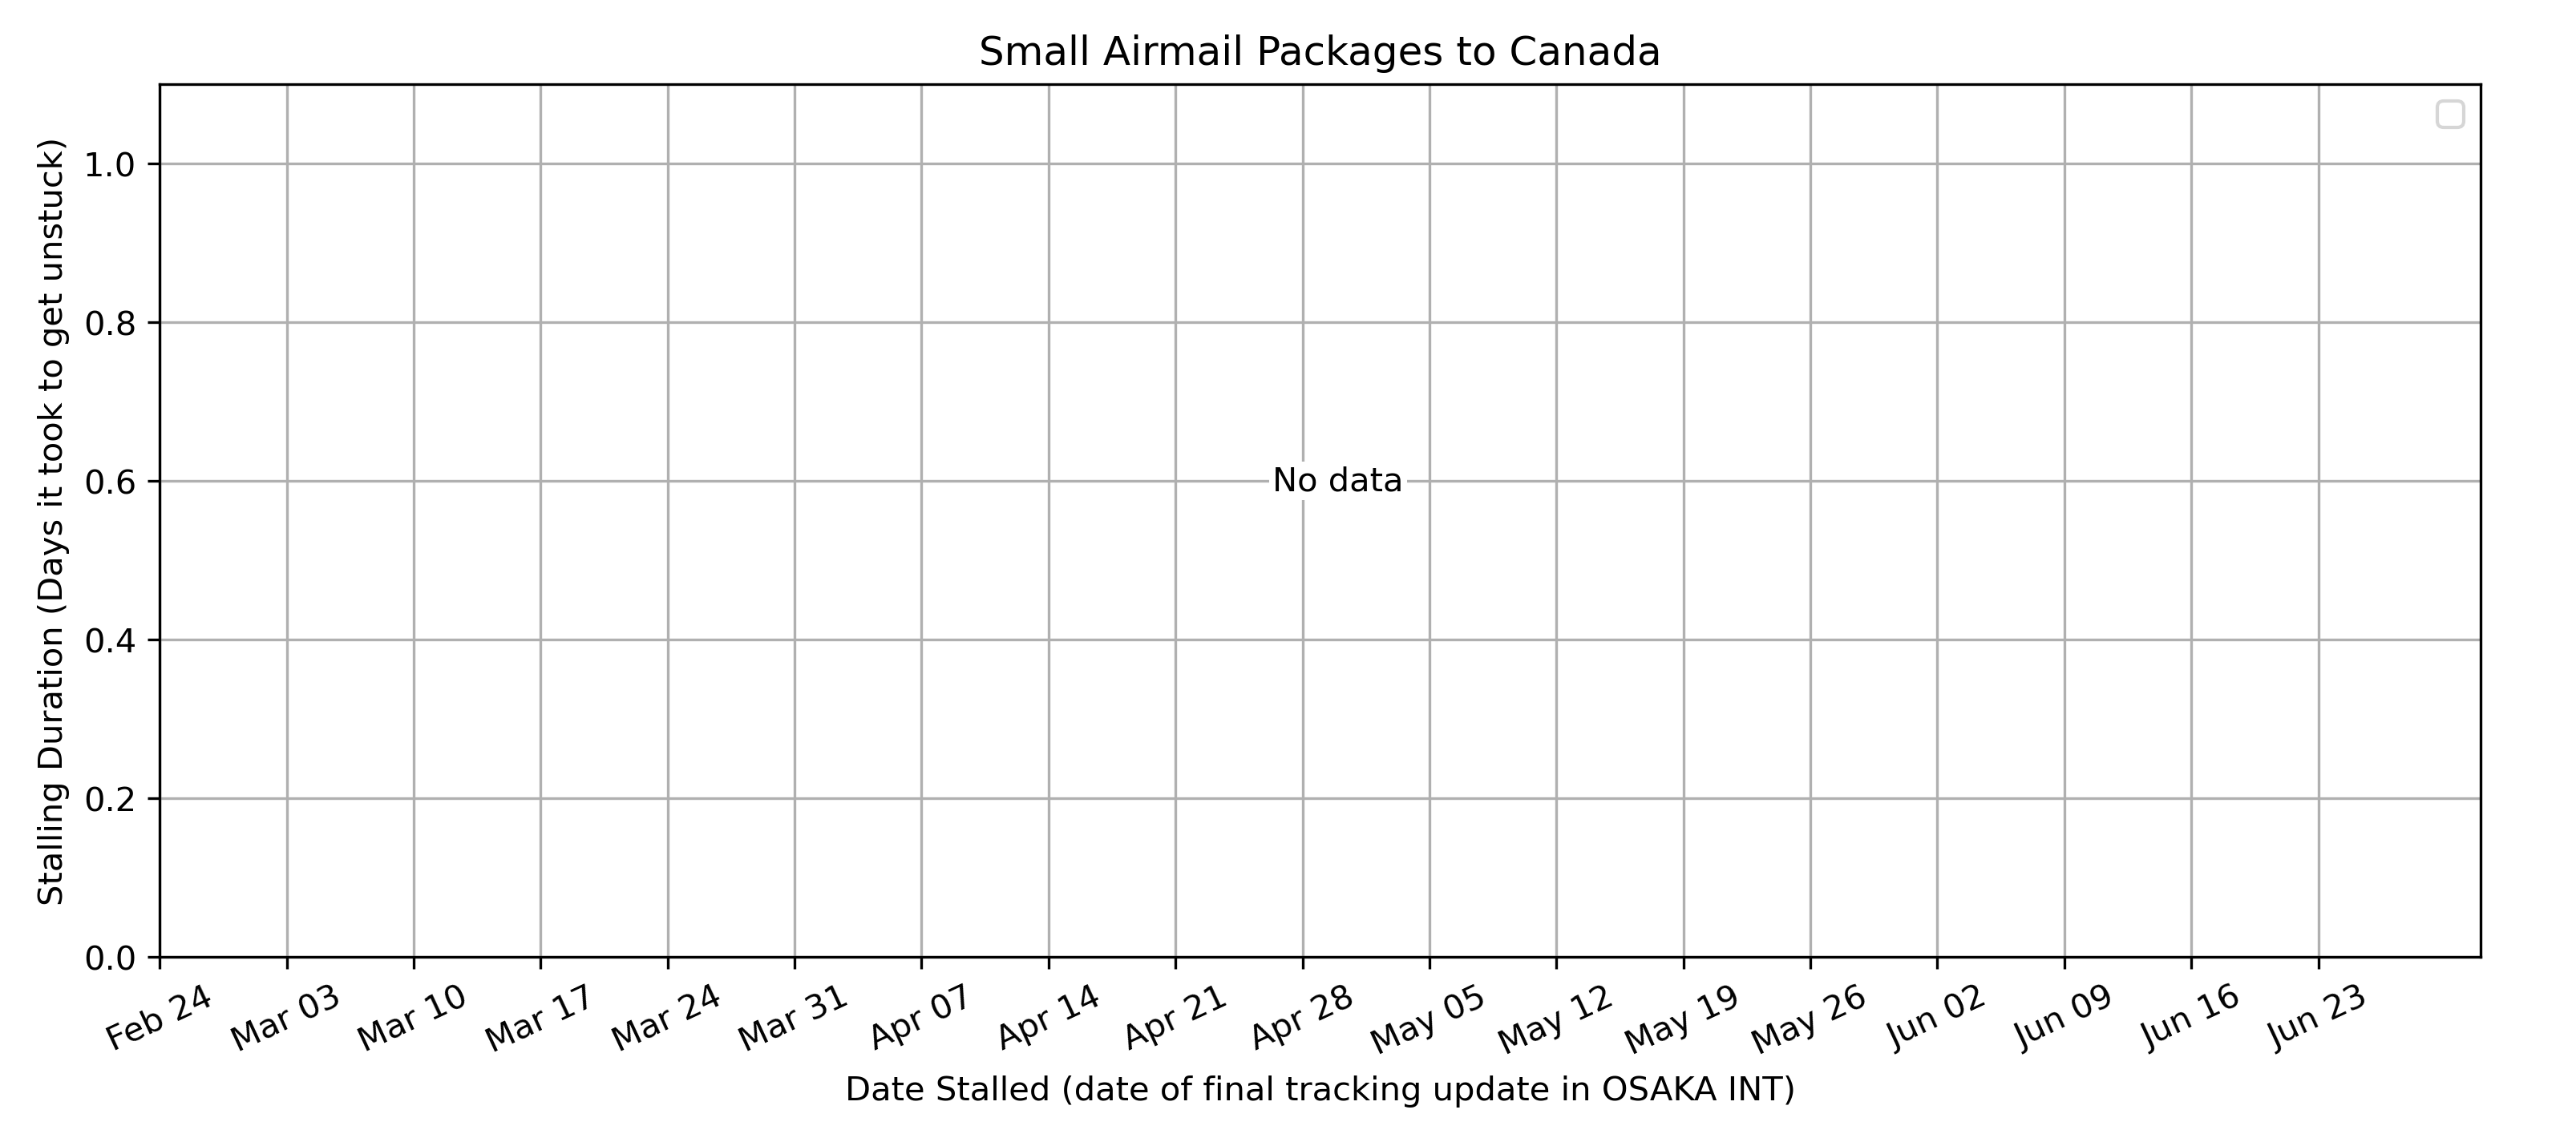 Small Airmail Packages to Canada
Stalling Duration (Days it took to get unstuck)
1.0
0.8
0.6
0.4
0.2
0.0
No data
Feb 24 Mar 03 Mar 10 Mar 17 Mar 24 Mar 31 Apr 07 Apr 14 Apr 21 Apr 28 May 05 May 12 May 19 May 26 Jun 02 Jun 09 Jun 16 Jun 23
Date Stalled (date of final tracking update in OSAKA INT)